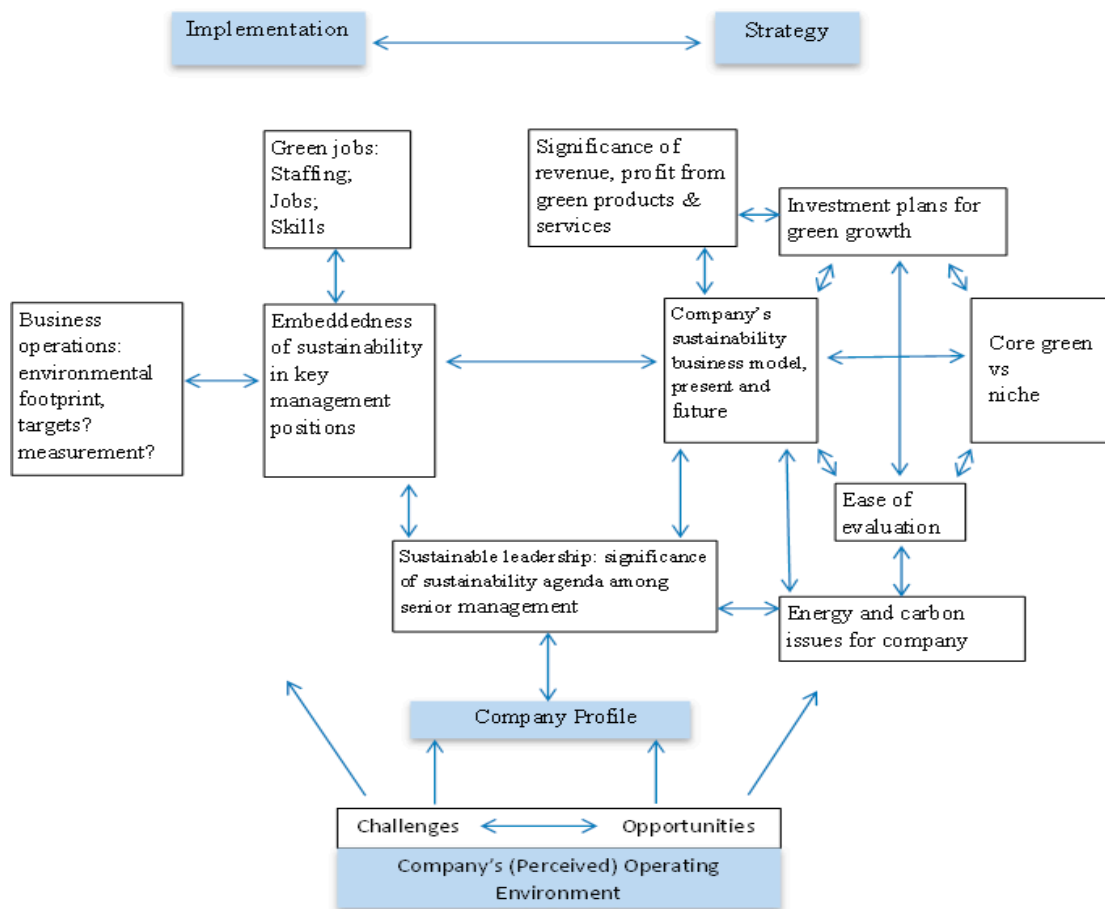 Implementation
Strategy
Green jobs:
Staffing;
Jobs;
Skills
Significance of
revenue, profit from
green products &
services
Investment plans for
green growth
Business
operations:
environmental
footprint,
targets?
measurement?
Embeddedness
of sustainability
in key
management
positions
Company's
sustainability
business model,
present and
future
Core green
vs
niche
Ease of
evaluation
Sustainable leadership: significance
of sustainability agenda among
senior management
Energy and carbon
issues for company
Company Profile
Challenges
Opportunities
Company's (Perceived) Operating
Environment